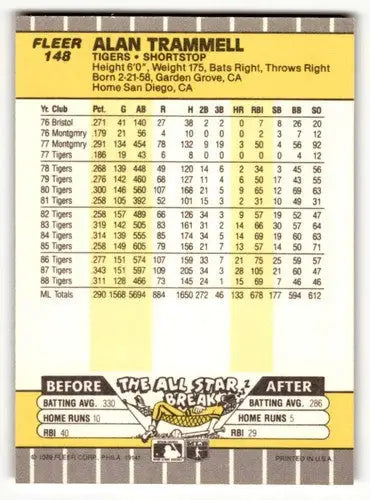 FLEER
148
ALAN TRAMMELL
TIGERS • SHORTSTOP
Height 6'0", Weight 175, Bats Right, Throws Right
Born 2-21-58, Garden Grove, CA
Home San Diego, CA
Yr. Club Pct. G AB R H 2B 3B HR RBI SB BB SO
76 Bristol .271 41 140 27 38 2 2 0 7 8 26 20
76 Montgmry .179 21 56 4 10 0 0 0 2 3 7 12
77 Montgmry .291 134 454 78 132 9 19 3 50 4 56 92
77 Tigers .186 19 43 6 8 0 0 0 0 0 4 12
78 Tigers .268 139 448 49 120 14 6 2 34 3 45 56
79 Tigers .276 142 460 68 127 11 4 6 50 17 43 55
80 Tigers .300 146 560 107 168 21 5 9 65 12 69 63
81 Tigers .258 105 392 52 101 15 3 2 31 10 49 31
82 Tigers .258 157 489 66 126 34 3 9 57 19 52 47
83 Tigers .319 142 505 83 161 31 2 14 66 30 57 64
84 Tigers .314 139 555 85 174 34 5 14 69 19 60 63
85 Tigers .258 149 605 79 156 21 7 13 57 14 50 71
86 Tigers .277 151 574 107 159 33 7 21 75 25 59 57
87 Tigers .343 151 597 109 205 34 3 28 105 21 60 47
88 Tigers .311 128 466 73 145 24 1 15 69 7 46 46
ML Totals .290 1568 5694 884 1650 272 46 133 678 177 594 612
BEFORE THE ALL STAR BREAK AFTER
BATTING AVG. .330 BATTING AVG. .286
HOME RUNS 10 HOME RUNS 5
RBI 40 RBI 29
© 1989 FLEER CORP., PHILA. 19141 PRINTED IN U.S.A.